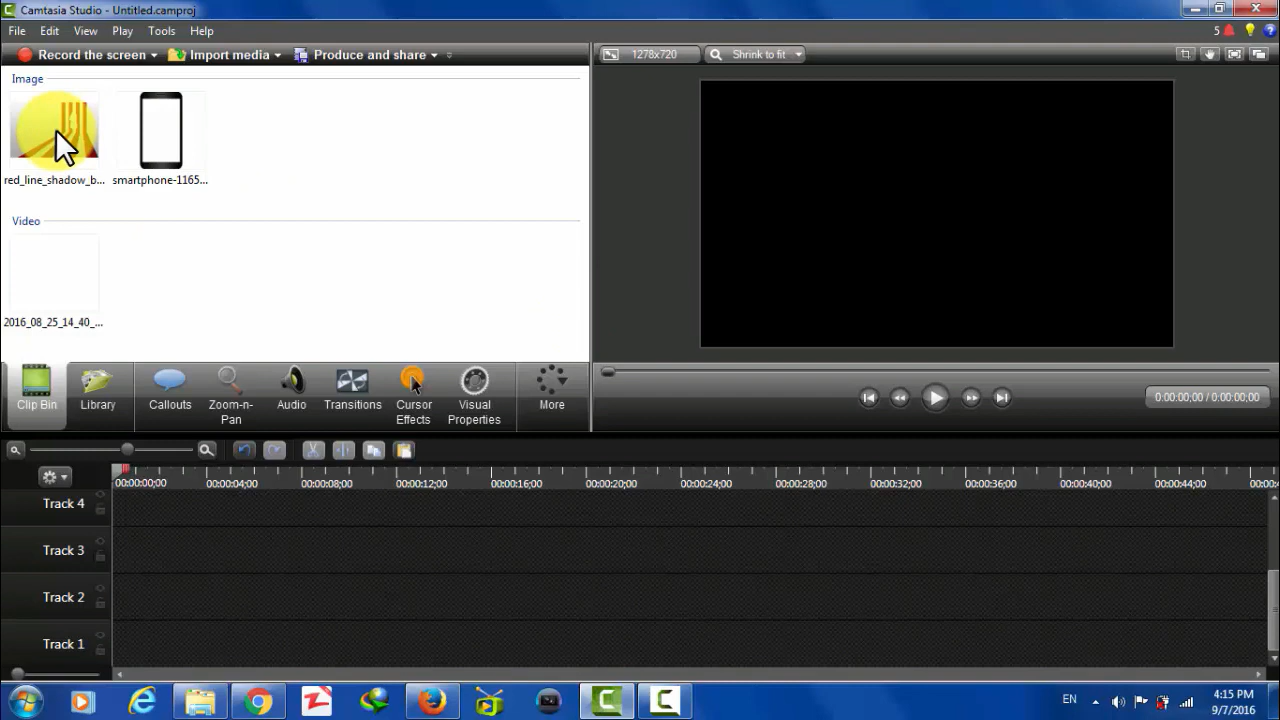 Camtasia Studio - Untitled.camproj
File Edit View Play Tools Help
5
Record the screen Import media Produce and share
1278x720 Shrink to fit
Image
red_line_shadow_b... smartphone-1165...
Video
2016_08_25_14_40_...
Clip Bin Library Callouts Zoom-n-Pan Audio Transitions Cursor Effects Visual Properties More
0:00:00;00 / 0:00:00;00
00:00:00;00 00:00:04;00 00:00:08;00 00:00:12;00 00:00:16;00 00:00:20;00 00:00:24;00 00:00:28;00 00:00:32;00 00:00:36;00 00:00:40;00 00:00:44;00
Track 4
Track 3
Track 2
Track 1
EN
4:15 PM
9/7/2016